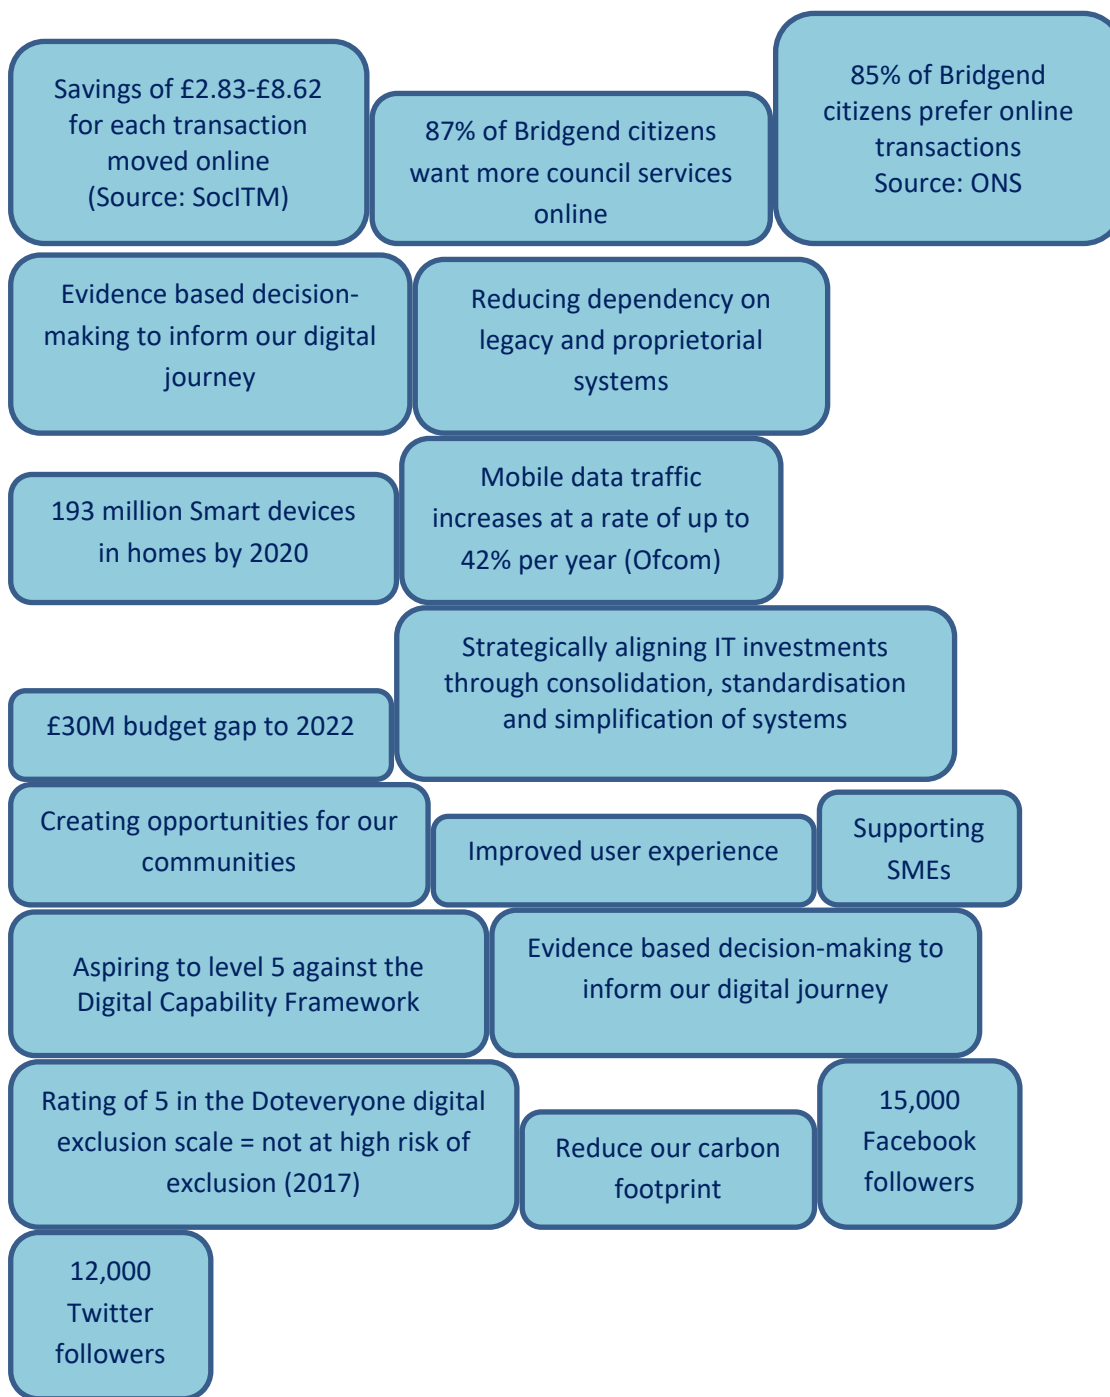 Savings of £2.83-£8.62
for each transaction
moved online
(Source: SocITM)
87% of Bridgend citizens
want more council services
online
85% of Bridgend
citizens prefer online
transactions
Source: ONS
Evidence based decision-
making to inform our digital
journey
Reducing dependency on
legacy and proprietorial
systems
193 million Smart devices
in homes by 2020
Mobile data traffic
increases at a rate of up to
42% per year (Ofcom)
£30M budget gap to 2022
Strategically aligning IT investments
through consolidation, standardisation
and simplification of systems
Creating opportunities for our
communities
Improved user experience
Supporting
SMEs
Aspiring to level 5 against the
Digital Capability Framework
Evidence based decision-making to
inform our digital journey
Rating of 5 in the Doteveryone digital
exclusion scale = not at high risk of
exclusion (2017)
Reduce our carbon
footprint
15,000
Facebook
followers
12,000
Twitter
followers